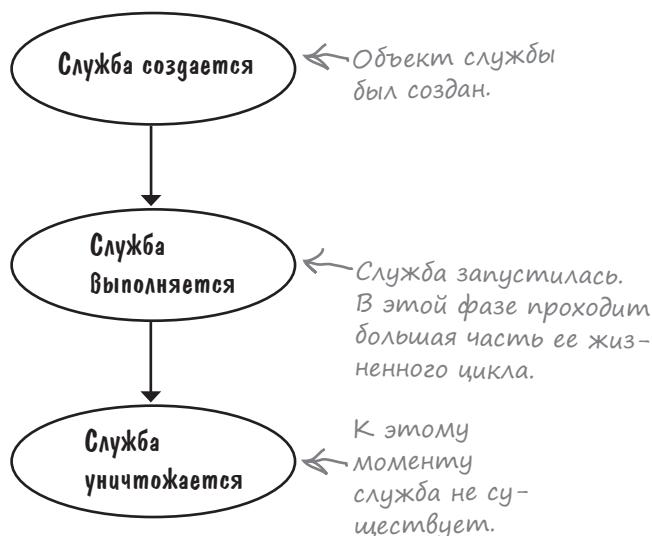 Служба создается
Объект службы
был создан.
Служба
выполняется
Служба запустилась.
В этой фазе проходит
большая часть ее жиз-
ненного цикла.
Служба
уничтожается
К этому
моменту
служба не су-
ществует.